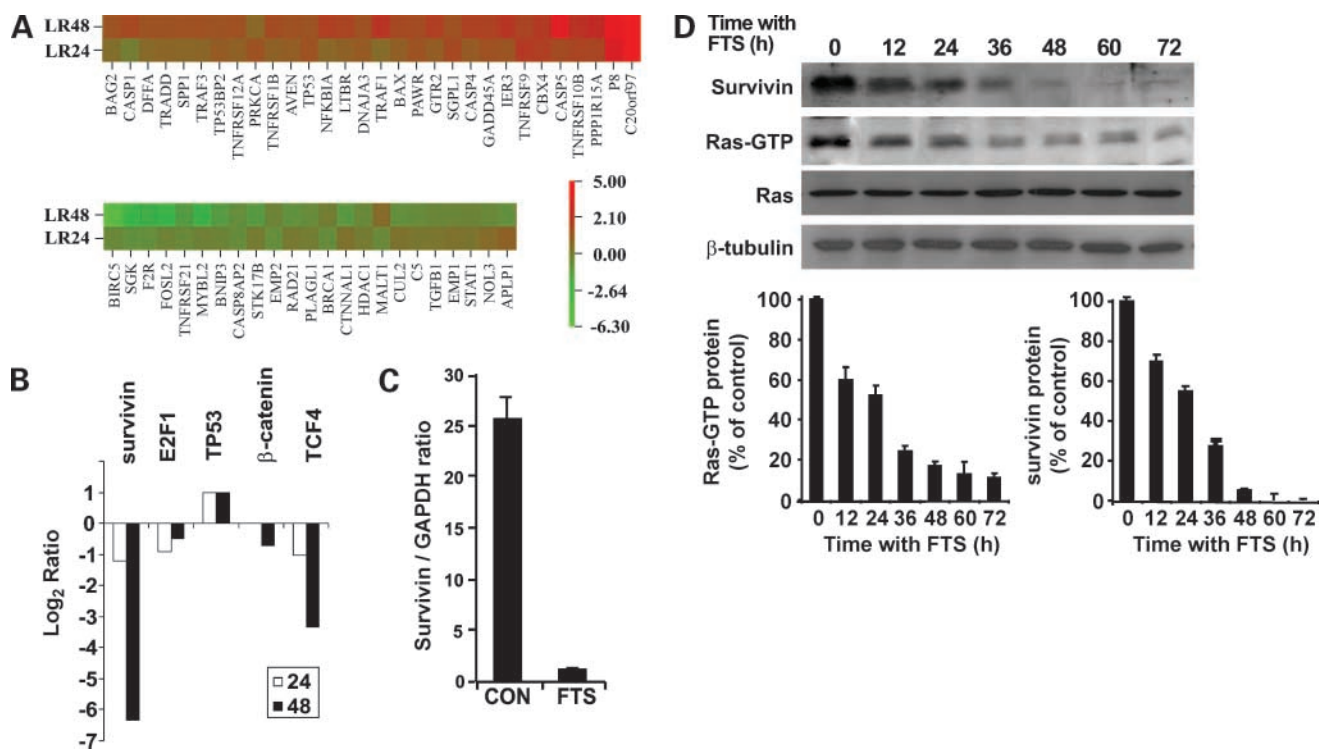 A
LR48
LR24
BAG2
CASP1
DFFA
TRADD
SPP1
TRAF3
TP53BP2
TNFRSF12A
PRKCA
TNFRSF1B
AVEN
TP53
NFKBIA
LTBR
DNAJA3
TRAF1
BAX
PAWR
GTR2
SGPL1
CASP4
GADD45A
IER3
TNFRSF9
CBX4
CASP5
TNFRSF10B
PPP1R15A
P8
C20orf97
LR48
LR24
BIRC5
SGK
F2R
FOSL2
TNFRSF21
MYBL2
BNIP3
CASP8AP2
STK17B
EMP2
RAD21
PLAGL1
BRCA1
CTNNAL1
HDAC1
MALT1
CUL2
C5
TGFB1
EMP1
STAT1
NOL3
APLP1
5.00
2.10
0.00
-2.64
-6.30
B
survivin
E2F1
TP53
β-catenin
TCF4
Log2 Ratio
1
0
-1
-2
-3
-4
-5
-6
-7
24
48
C
Survivin / GAPDH ratio
30
25
20
15
10
5
0
CON FTS
D
Time with
FTS (h)
0 12 24 36 48 60 72
Survivin
Ras-GTP
Ras
β-tubulin
Ras-GTP protein
(% of control)
100
80
60
40
20
0
0 12 24 36 48 60 72
Time with FTS (h)
survivin protein
(% of control)
100
80
60
40
20
0
0 12 24 36 48 60 72
Time with FTS (h)